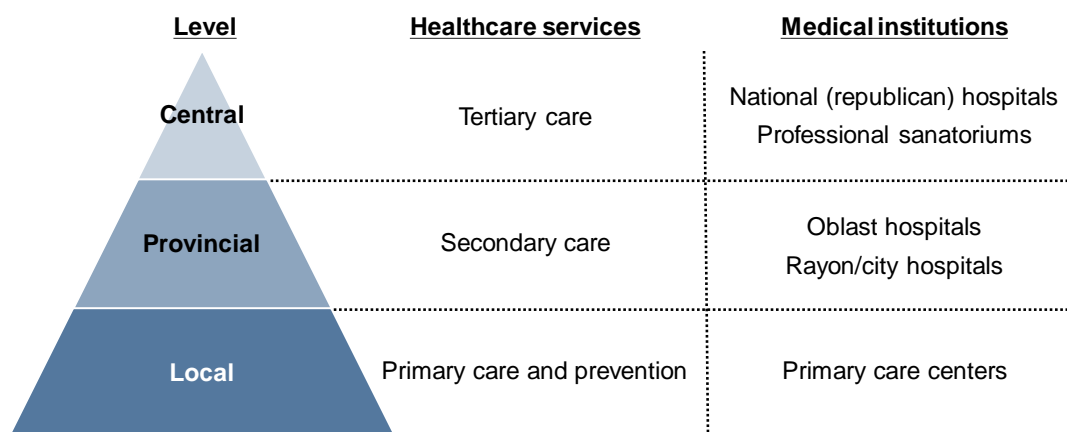 Level
Healthcare services
Medical institutions
Central
Tertiary care
National (republican) hospitals
Professional sanatoriums
Provincial
Secondary care
Oblast hospitals
Rayon/city hospitals
Local
Primary care and prevention
Primary care centers